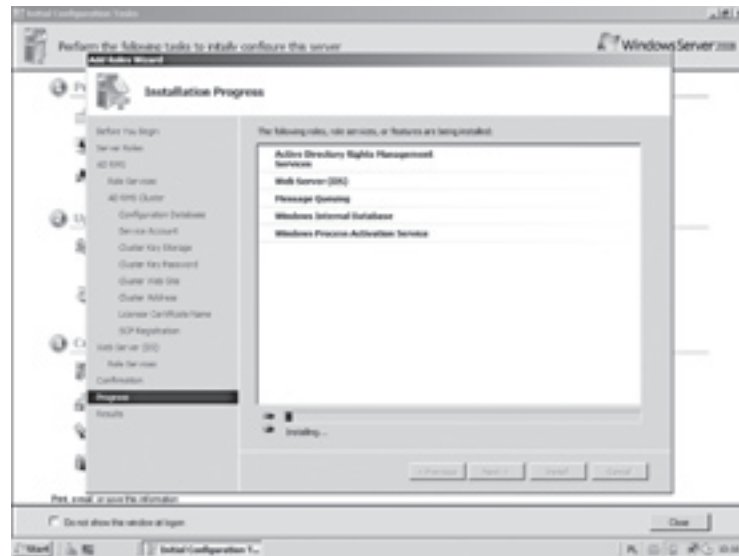 Initial Configuration Tasks
Perform the following tasks to initially configure this server
Windows Server 2008
Add Roles Wizard
Installation Progress
Before You Begin
Server Roles
AD RMS
Role Services
AD RMS Cluster
Configuration Database
Service Account
Cluster Key Storage
Cluster Key Password
Cluster Web Site
Cluster Address
Licensor Certificate Name
SCP Registration
Web Server (IIS)
Role Services
Confirmation
Progress
Results
The following roles, role services, or features are being installed:
Active Directory Rights Management
Services
Web Server (IIS)
Message Queuing
Windows Internal Database
Windows Process Activation Service
Installing...
< Previous
Next >
Install
Cancel
Print, e-mail, or save this information
Do not show this window at logon
Close
Start
Initial Configuration T...